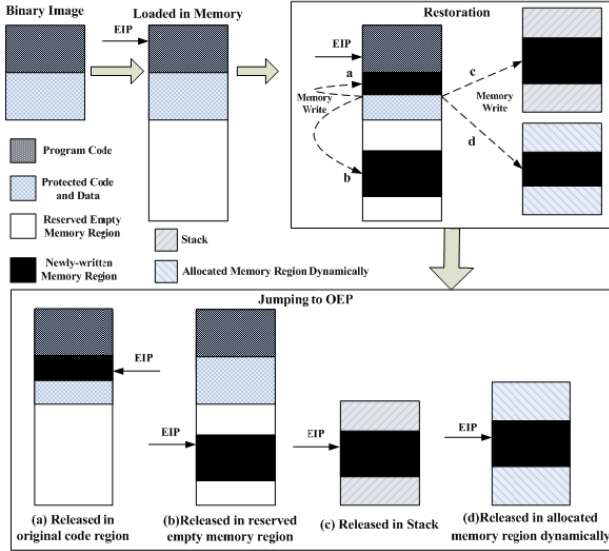 Binary Image
Loaded in Memory
EIP
Restoration
EIP
a
Memory
Write
b
c
Memory
Write
d
Program Code
Protected Code
and Data
Reserved Empty
Memory Region
Newly-written
Memory Region
Stack
Allocated Memory Region Dynamically
Jumping to OEP
EIP
EIP
EIP
EIP
(a) Released in
original code region
(b)Released in reserved
empty memory region
(c) Released in Stack
(d)Released in allocated
memory region dynamically